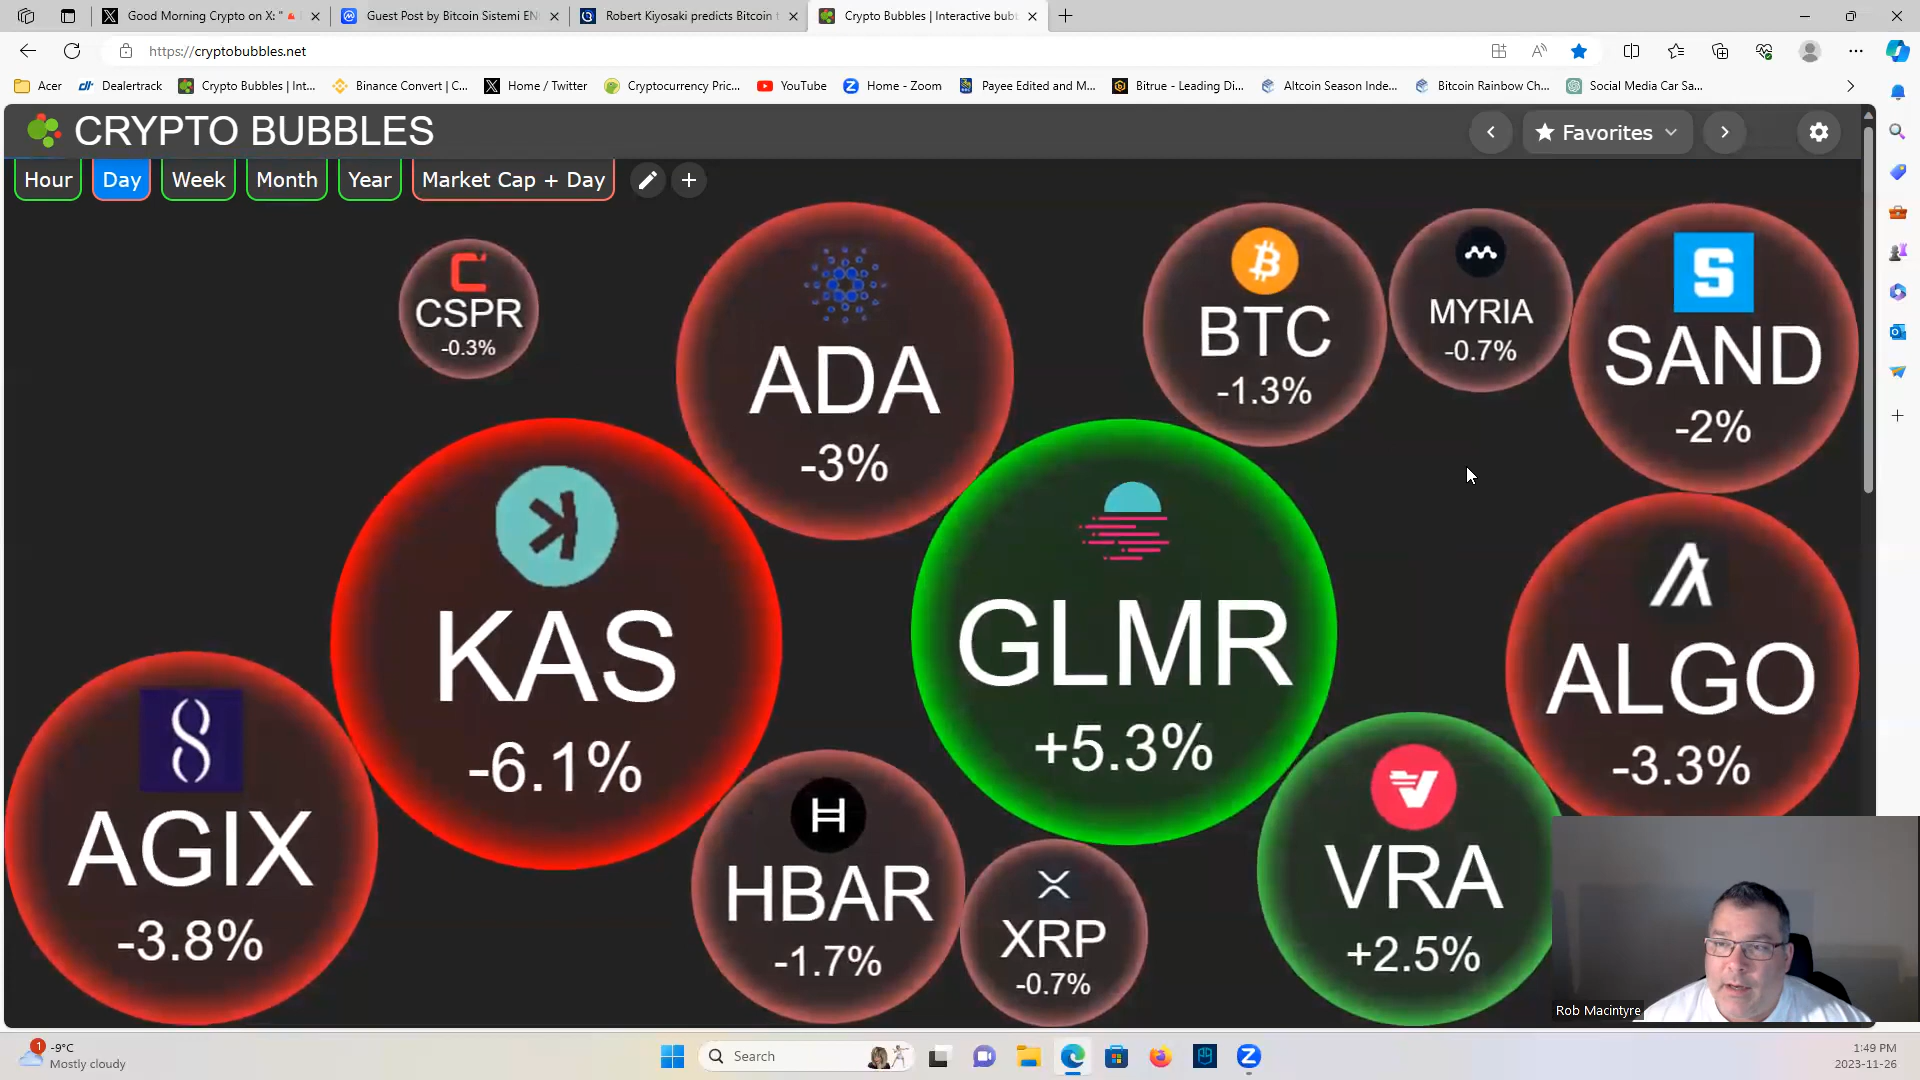 Good Morning Crypto on X: "
Guest Post by Bitcoin Sistemi EN
Robert Kiyosaki predicts Bitcoin t
Crypto Bubbles | Interactive bubb
https://cryptobubbles.net
Acer
Dealertrack
Crypto Bubbles | Int...
Binance Convert | C...
Home / Twitter
Cryptocurrency Pric...
YouTube
Home - Zoom
Payee Edited and M...
Bitrue - Leading Di...
Altcoin Season Inde...
Bitcoin Rainbow Ch...
Social Media Car Sa...
CRYPTO BUBBLES
Favorites
Hour
Day
Week
Month
Year
Market Cap + Day
CSPR
-0.3%
ADA
-3%
BTC
-1.3%
MYRIA
-0.7%
SAND
-2%
KAS
-6.1%
GLMR
+5.3%
ALGO
-3.3%
AGIX
-3.8%
HBAR
-1.7%
XRP
-0.7%
VRA
+2.5%
Rob Macintyre
1
-9°C
Mostly cloudy
Search
1:49 PM
2023-11-26